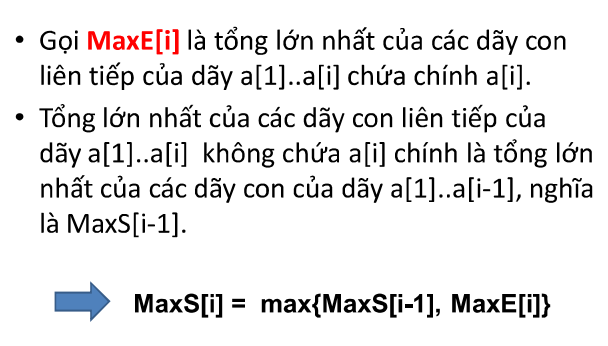 • Gọi MaxE[i] là tổng lớn nhất của các dãy con
liên tiếp của dãy a[1]..a[i] chứa chính a[i].
• Tổng lớn nhất của các dãy con liên tiếp của
dãy a[1]..a[i] không chứa a[i] chính là tổng lớn
nhất của các dãy con của dãy a[1]..a[i-1], nghĩa
là MaxS[i-1].
MaxS[i] = max{MaxS[i-1], MaxE[i]}